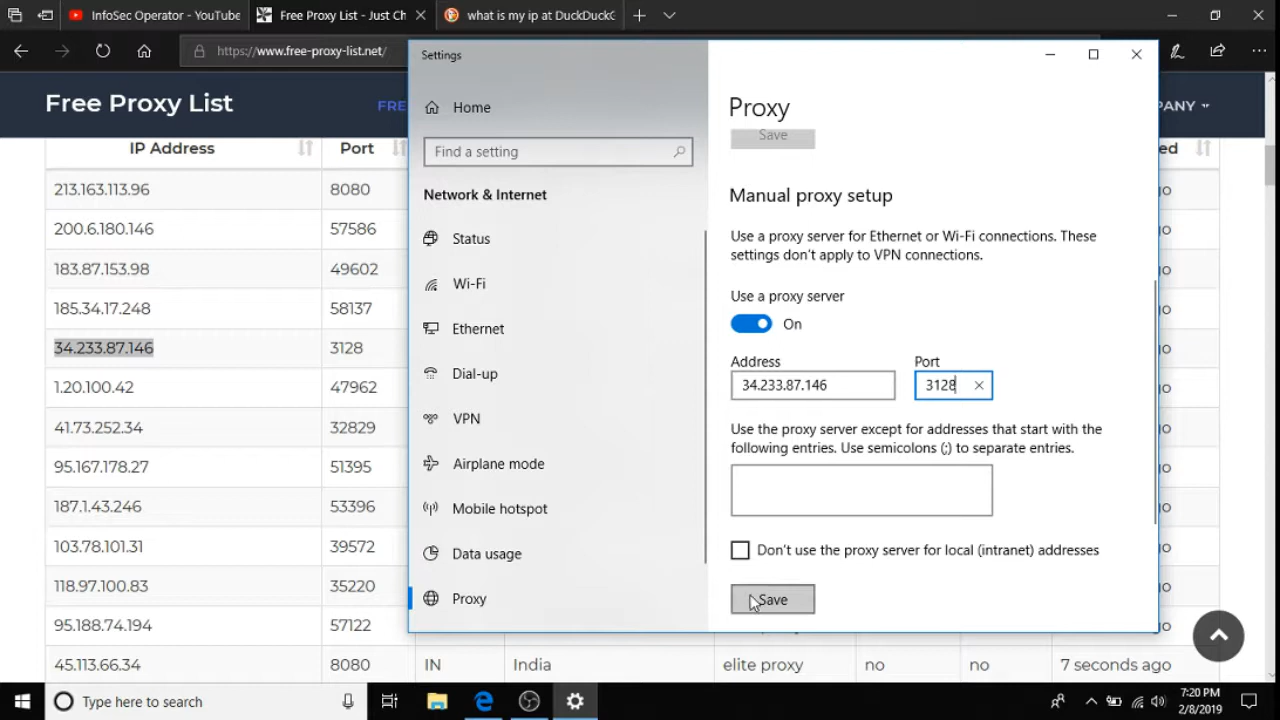 InfoSec Operator - YouTube
Free Proxy List - Just Ch
what is my ip at DuckDuckG
https://www.free-proxy-list.net/
Free Proxy List
FRE
PANY
IP Address
Port
ed
213.163.113.96 8080
200.6.180.146 57586
183.87.153.98 49602
185.34.17.248 58137
34.233.87.146 3128
1.20.100.42 47962
41.73.252.34 32829
95.167.178.27 51395
187.1.43.246 53396
103.78.101.31 39572
118.97.100.83 35220
95.188.74.194 57122
45.113.66.34 8080 IN India elite proxy no no 7 seconds ago
Settings
Home
Find a setting
Network & Internet
Status
Wi-Fi
Ethernet
Dial-up
VPN
Airplane mode
Mobile hotspot
Data usage
Proxy
Proxy
Save
Manual proxy setup
Use a proxy server for Ethernet or Wi-Fi connections. These
settings don't apply to VPN connections.
Use a proxy server
On
Address Port
34.233.87.146 3128
Use the proxy server except for addresses that start with the
following entries. Use semicolons (;) to separate entries.
Don't use the proxy server for local (intranet) addresses
Save
Type here to search
7:20 PM
2/8/2019